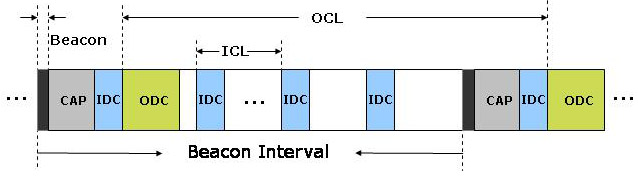 OCL
Beacon
ICL
... CAP IDC ODC IDC ... IDC IDC CAP IDC ODC ...
Beacon Interval